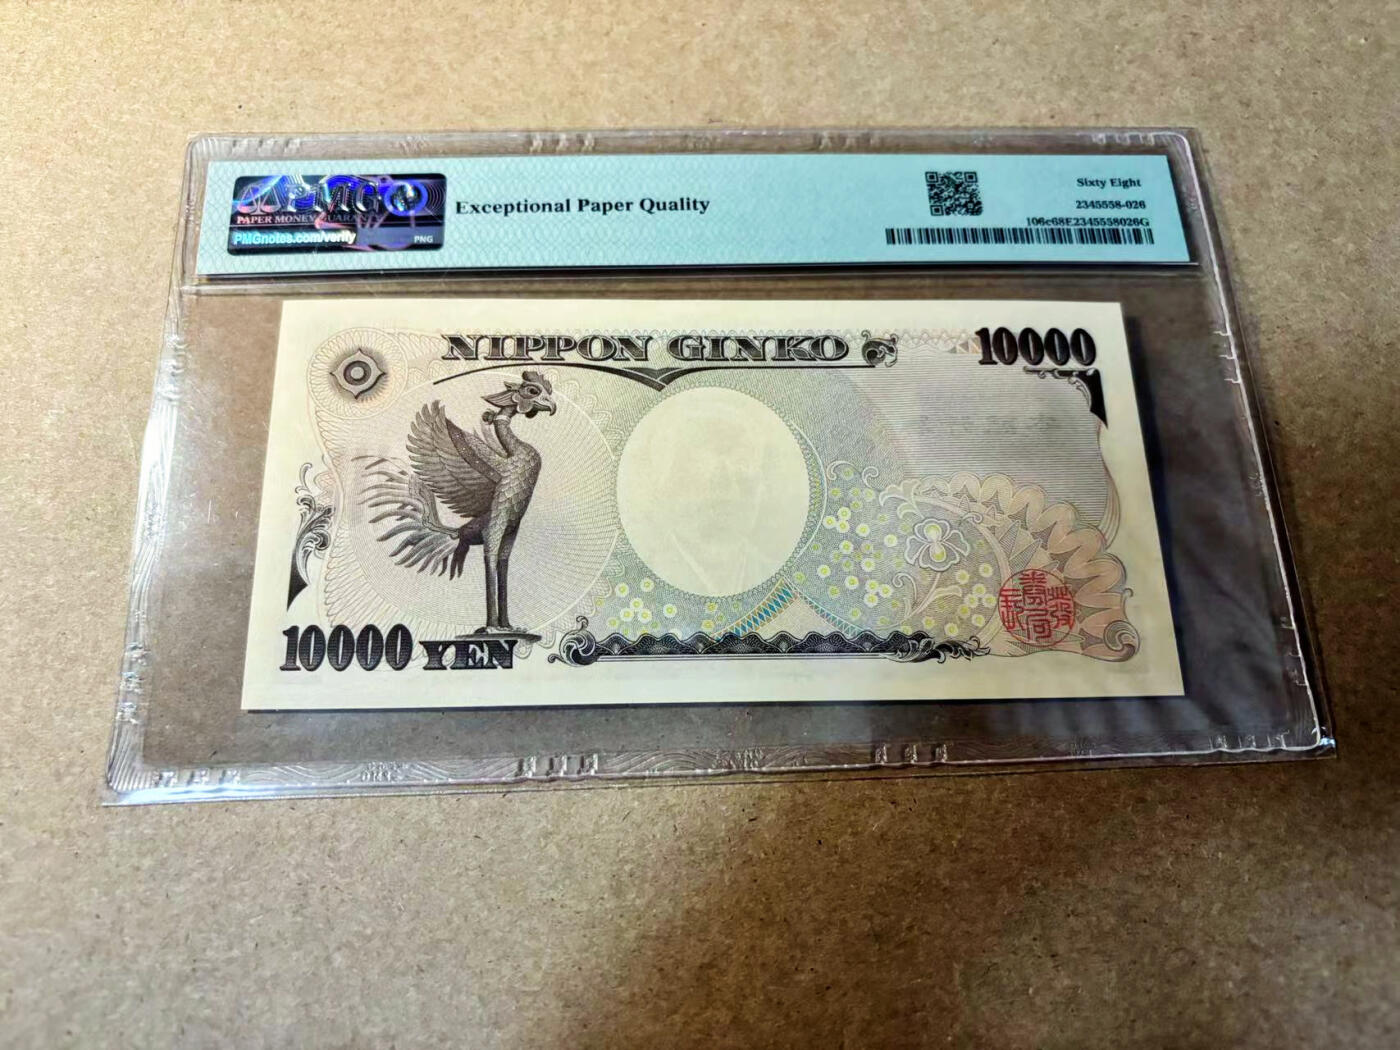 PMG
PAPER MONEY GUARANTY
PMGnotes.com/verify
PNG
Exceptional Paper Quality
Sixty Eight
2345558-026
106c68E2345558026G
NIPPON GINKO
10000
10000 YEN